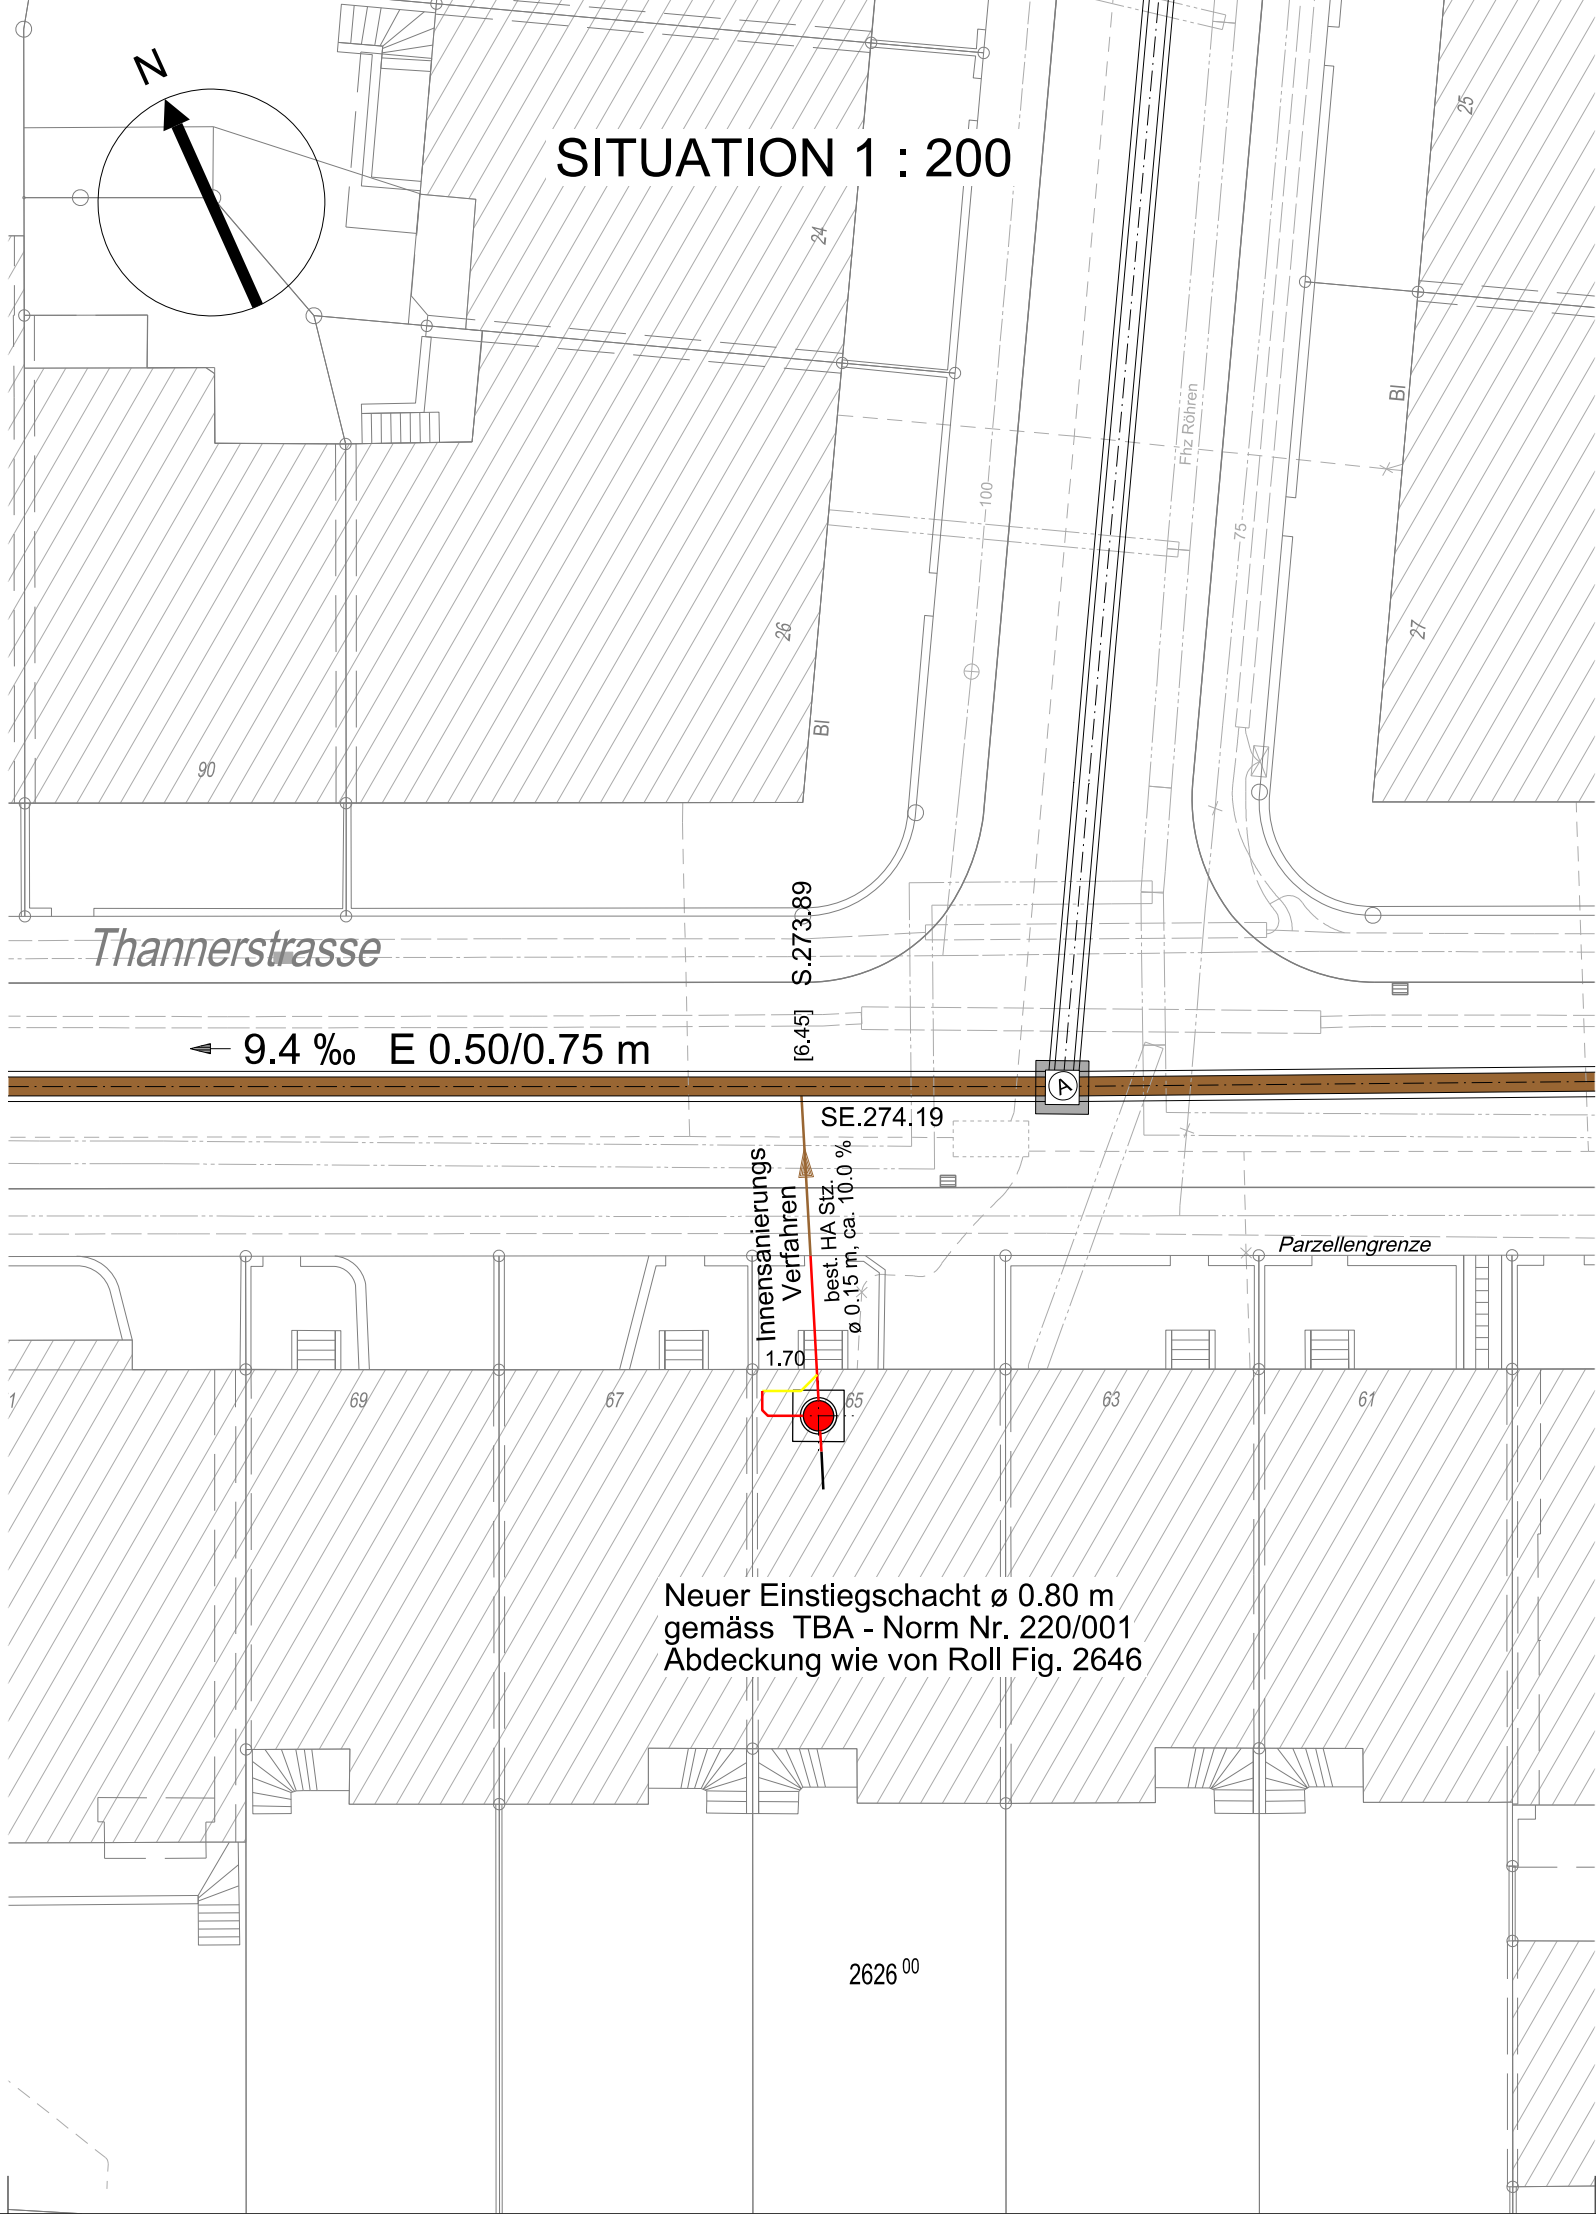 N
SITUATION 1 : 200
25
24
BI
Fhz Röhren
100
75
26
27
BI
90
S.273.89
Thannerstrasse
[6.45]
9.4 ‰ E 0.50/0.75 m
A
SE.274.19
Innensanierungs
Verfahren
best. HA Stz.
ø 0.15 m, ca. 10.0 %
Parzellengrenze
1.70
1
69
67
65
63
61
Neuer Einstiegschacht ø 0.80 m
gemäss TBA - Norm Nr. 220/001
Abdeckung wie von Roll Fig. 2646
2626 00